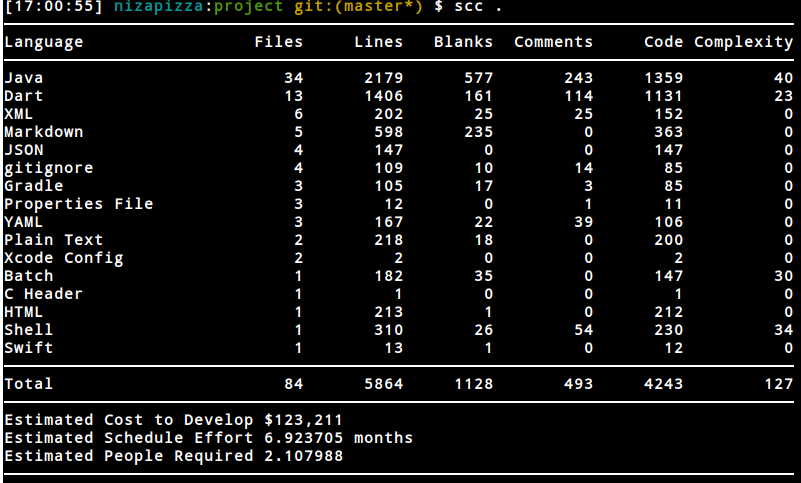 [17:00:55] nizapizza:project git:(master*) $ scc .
Language Files Lines Blanks Comments Code Complexity
Java 34 2179 577 243 1359 40
Dart 13 1406 161 114 1131 23
XML 6 202 25 25 152 0
Markdown 5 598 235 0 363 0
JSON 4 147 0 0 147 0
gitignore 4 109 10 14 85 0
Gradle 3 105 17 3 85 0
Properties File 3 12 0 1 11 0
YAML 3 167 22 39 106 0
Plain Text 2 218 18 0 200 0
Xcode Config 2 2 0 0 2 0
Batch 1 182 35 0 147 30
C Header 1 1 0 0 1 0
HTML 1 213 1 0 212 0
Shell 1 310 26 54 230 34
Swift 1 13 1 0 12 0
Total 84 5864 1128 493 4243 127
Estimated Cost to Develop $123,211
Estimated Schedule Effort 6.923705 months
Estimated People Required 2.107988